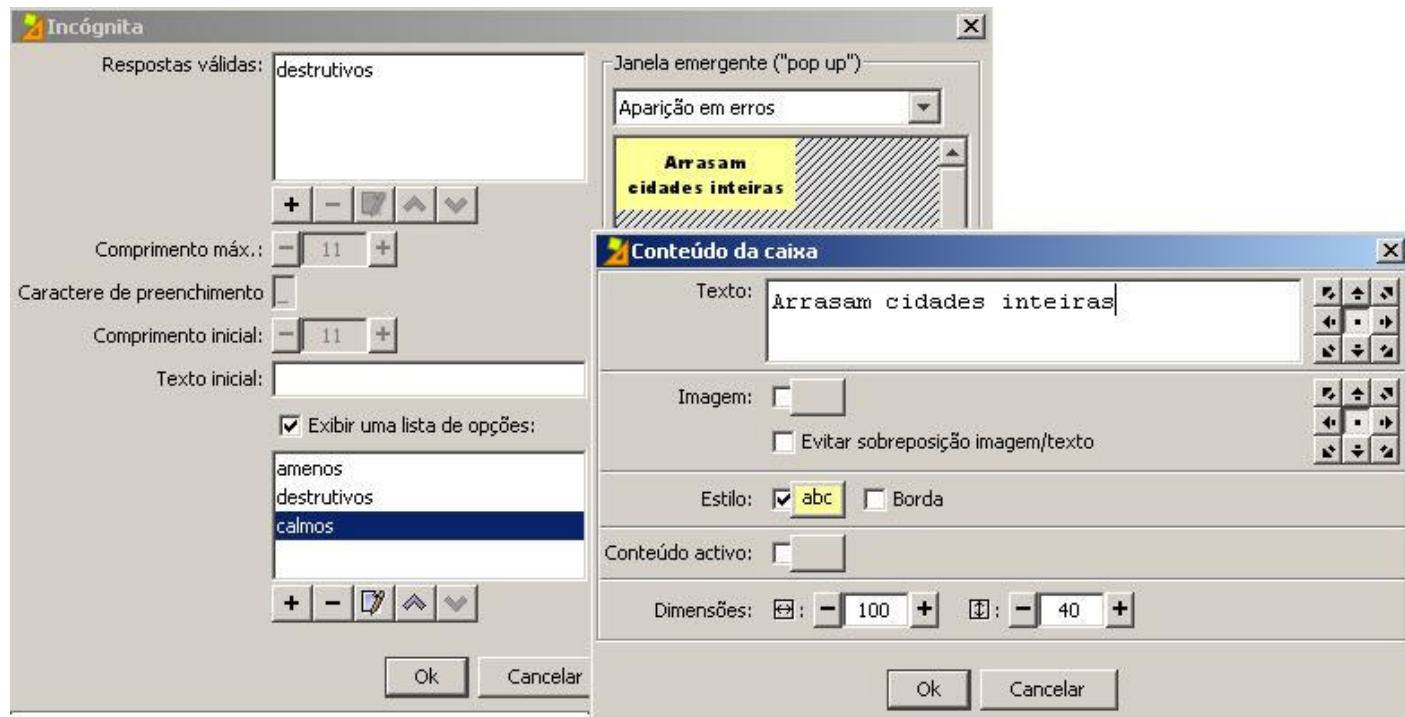 Incógnita
Respostas válidas:
destrutivos
Comprimento máx.:
11
Caractere de preenchimento
_
Comprimento inicial:
11
Texto inicial:
Exibir uma lista de opções:
amenos
destrutivos
calmos
Ok
Cancelar
Janela emergente ("pop up")
Aparição em erros
Arrasam
cidades inteiras
Conteúdo da caixa
Texto:
Arrasam cidades inteiras
Imagem:
Evitar sobreposição imagem/texto
Estilo:
abc
Borda
Conteúdo activo:
Dimensões:
:
100
:
40
Ok
Cancelar